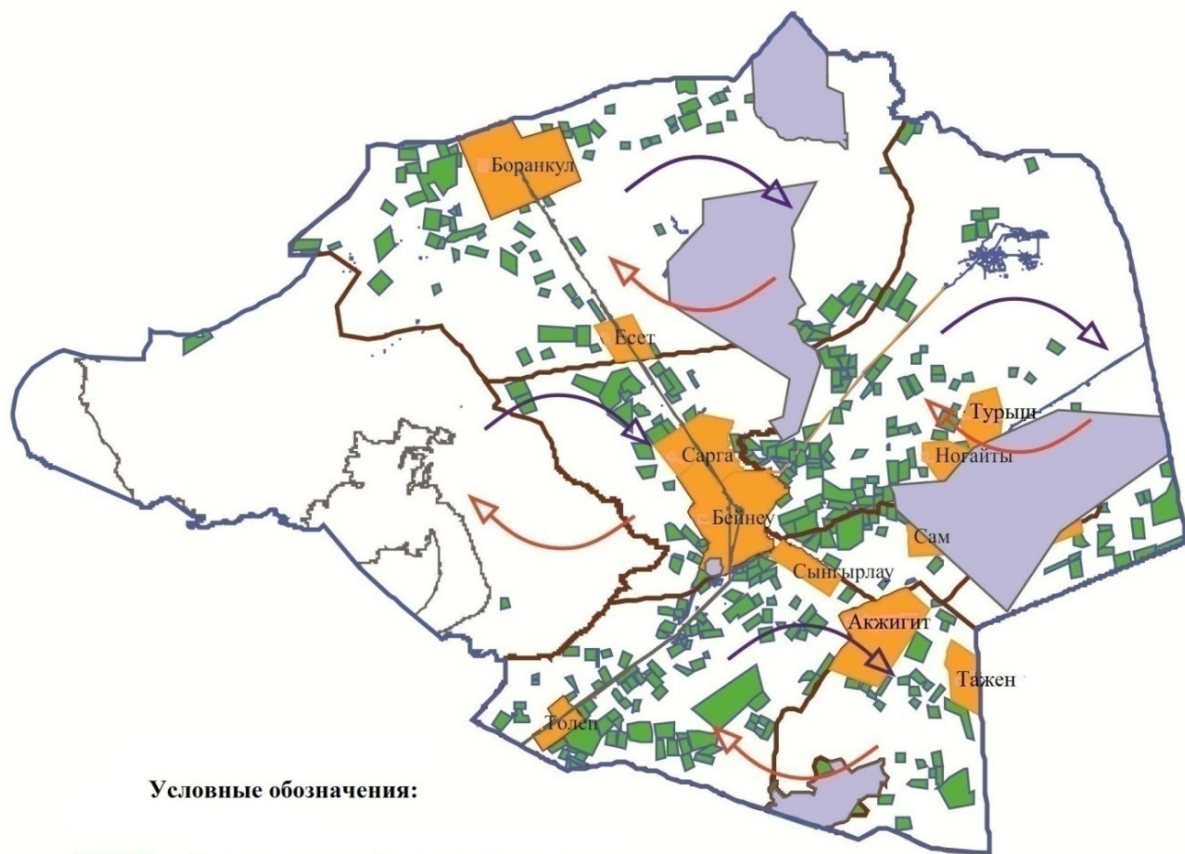 Боранкул
Есет
Турыш
Сарга
Ногайты
Бейнеу
Сам
Сынгырлау
Акжигит
Тажен
Толеп
Условные обозначения: